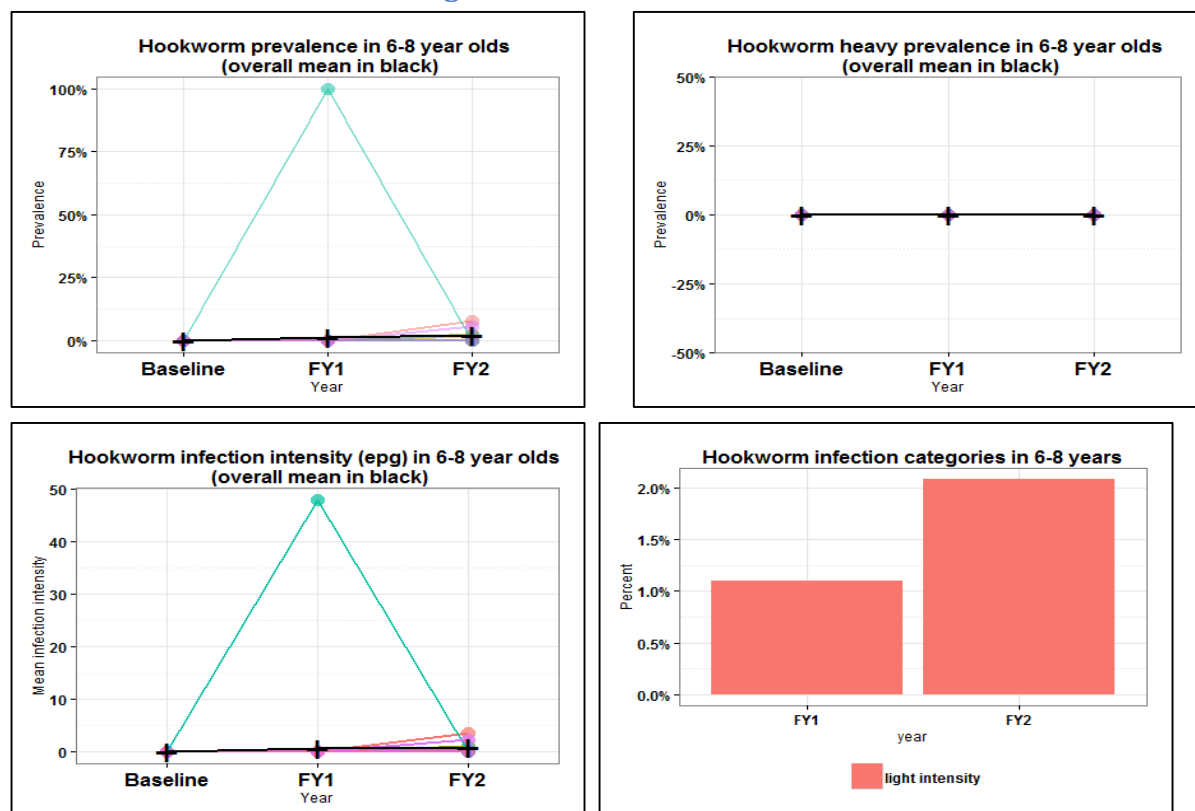 Hookworm prevalence in 6-8 year olds
(overall mean in black)
100%
75%
50%
25%
0%
Prevalence
Baseline FY1 FY2
Year
Hookworm heavy prevalence in 6-8 year olds
(overall mean in black)
50%
25%
0%
-25%
-50%
Prevalence
Baseline FY1 FY2
Year
Hookworm infection intensity (epg) in 6-8 year olds
(overall mean in black)
50
40
30
20
10
0
Mean infection intensity
Baseline FY1 FY2
Year
Hookworm infection categories in 6-8 years
2.0%
1.5%
1.0%
0.5%
0.0%
Percent
FY1 FY2
year
light intensity